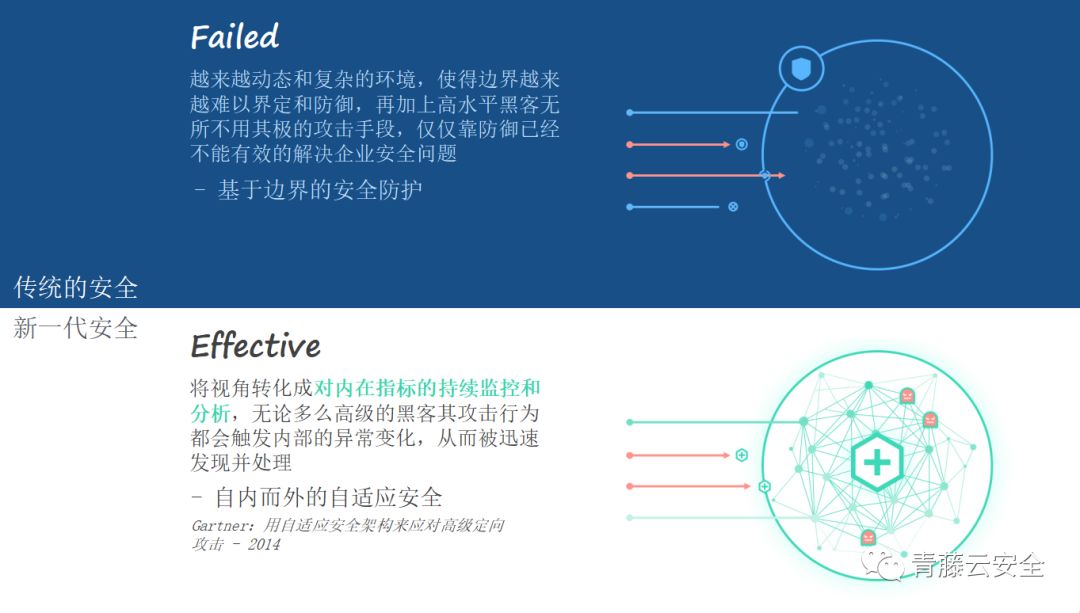 Failed
越来越动态和复杂的环境，使得边界越来
越难以界定和防御，再加上高水平黑客无
所不用其极的攻击手段，仅仅靠防御已经
不能有效的解决企业安全问题
- 基于边界的安全防护
传统的安全
新一代安全
Effective
将视角转化成对内在指标的持续监控和
分析，无论多么高级的黑客其攻击行为
都会触发内部的异常变化，从而被迅速
发现并处理
- 自内而外的自适应安全
Gartner：用自适应安全架构来应对高级定向
攻击 - 2014
青藤云安全